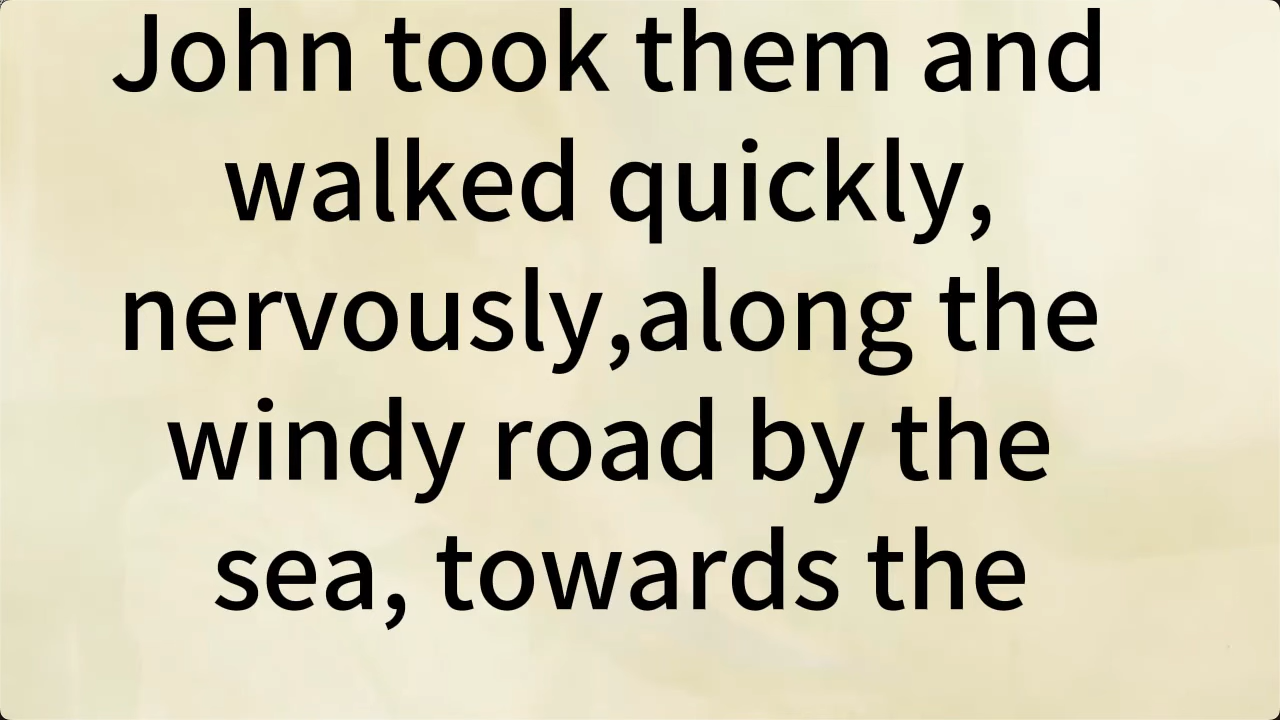 John took them and
walked quickly,
nervously,along the
windy road by the
sea, towards the